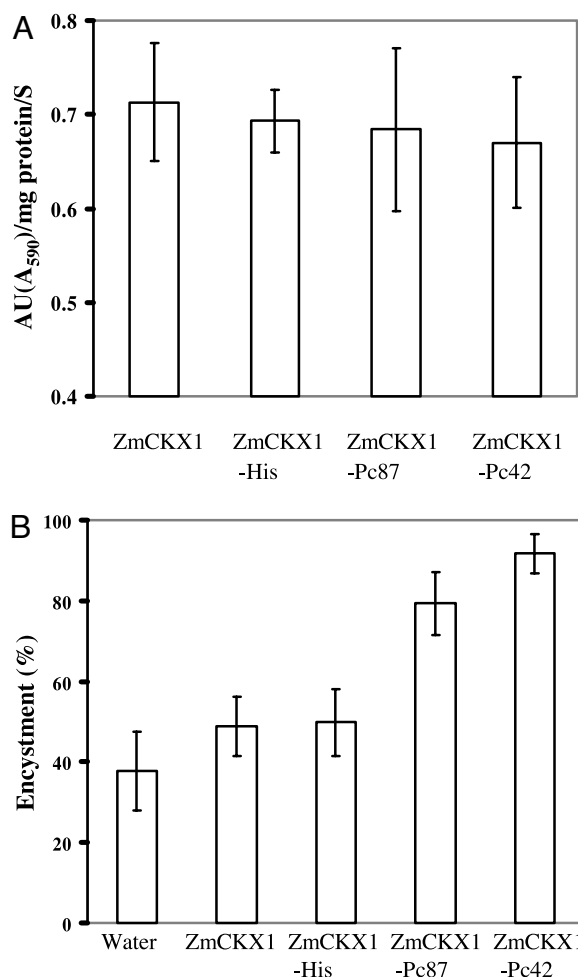 A
AU(A590)/mg protein/S
0.8
0.7
0.6
0.5
0.4
ZmCKX1 ZmCKX1 ZmCKX1 ZmCKX1
-His -Pc87 -Pc42
B
Encystment (%)
100
80
60
40
20
0
Water ZmCKX1 ZmCKX1 ZmCKX1 ZmCKX1
-His -Pc87 -Pc42